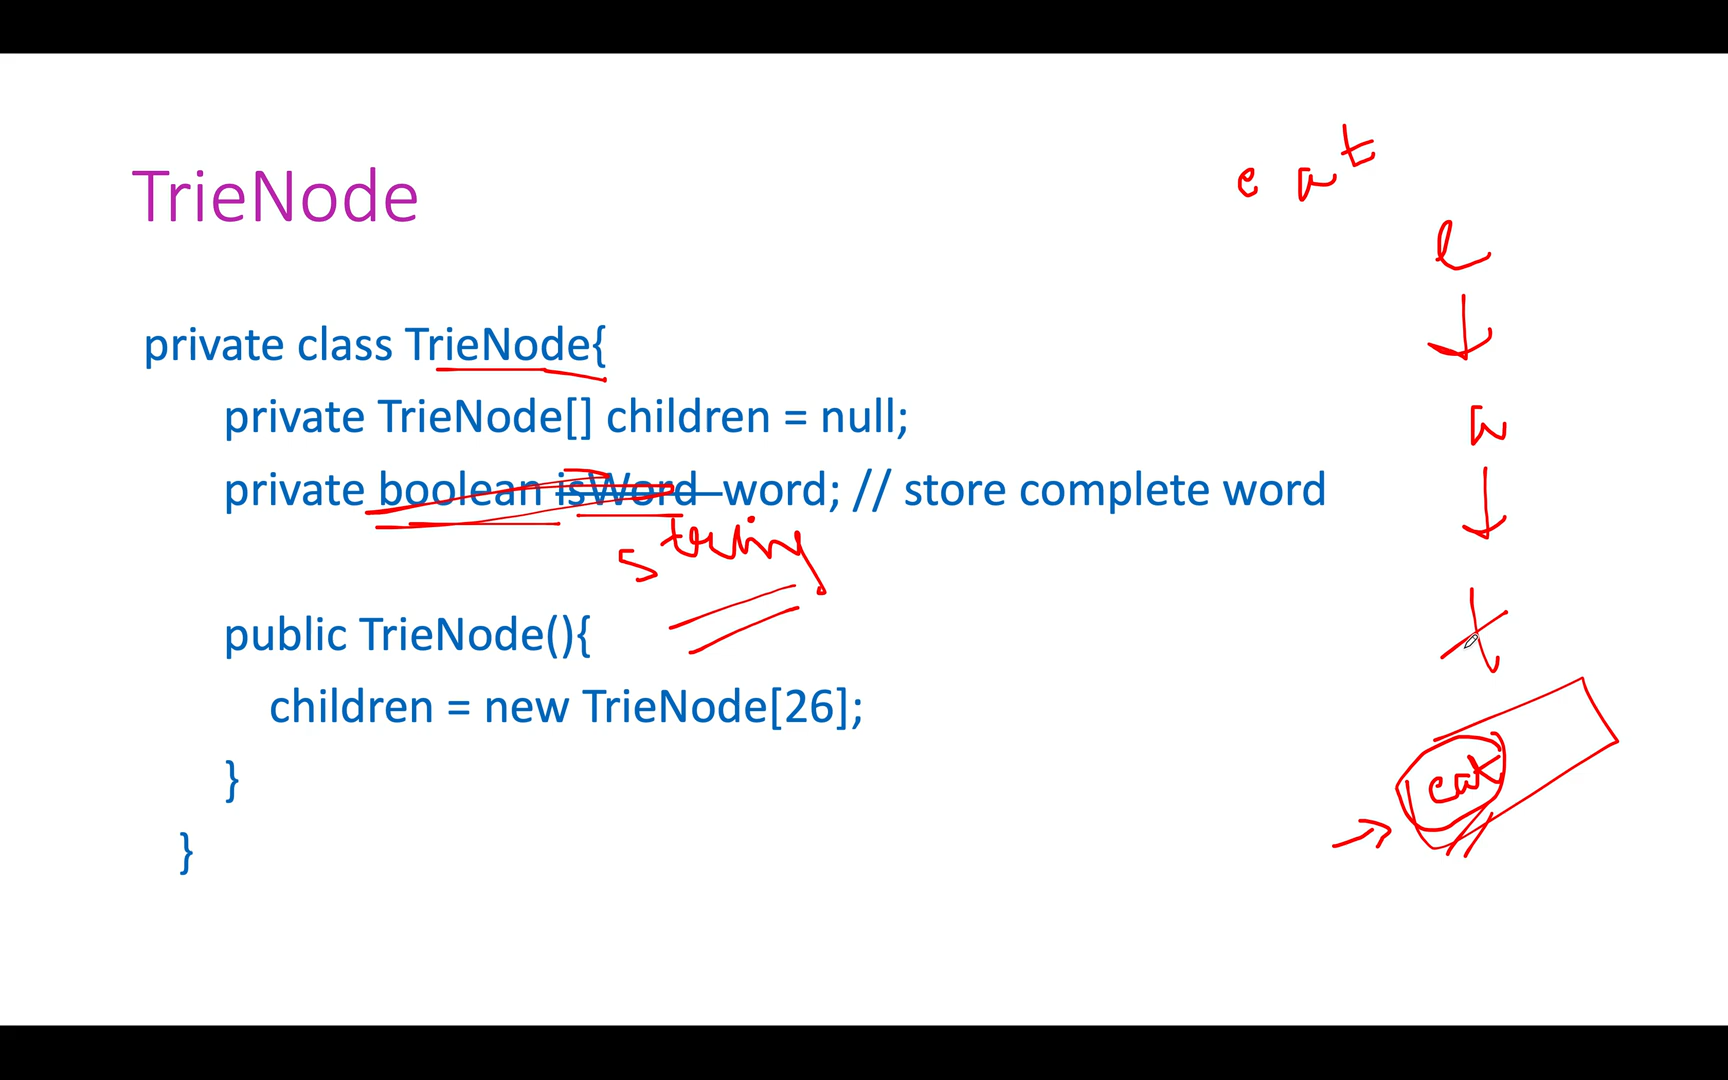 TrieNode
e a t
e
private class TrieNode{
private TrieNode[] children = null;
a
private boolean isWord word; // store complete word
string
public TrieNode(){
t
children = new TrieNode[26];
eat
}
}